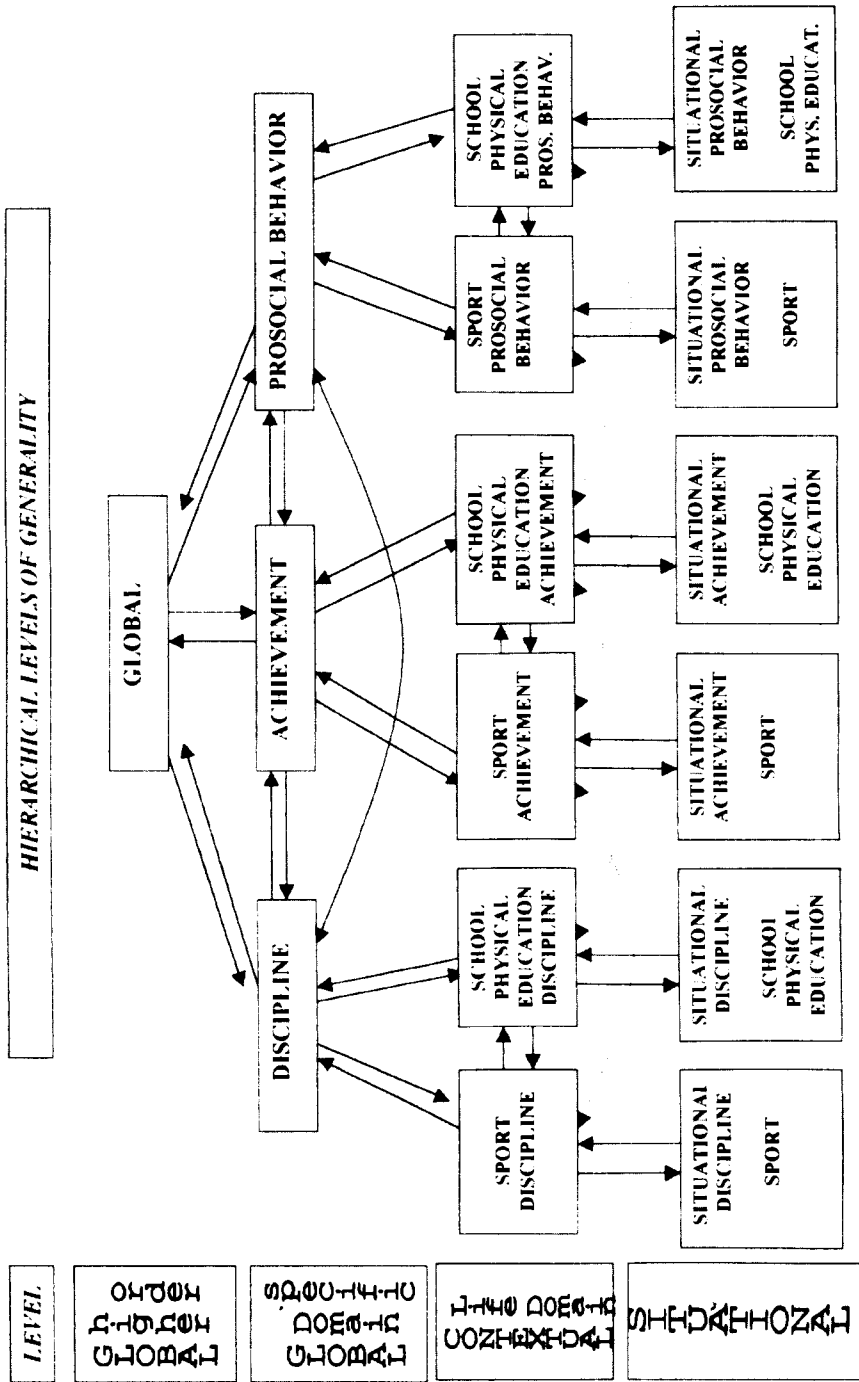 HIERARCHICAL LEVELS OF GENERALITY
LEVEL
GLOBAL
higher
order
GLOBAL
Domain
specific
CONTEXTUAL
Life Domain
SITUATIONAL
GLOBAL
DISCIPLINE
ACHIEVEMENT
PROSOCIAL BEHAVIOR
SPORT
DISCIPLINE
SCHOOL
PHYSICAL
EDUCATION
DISCIPLINE
SPORT
ACHIEVEMENT
SCHOOL
PHYSICAL
EDUCATION
ACHIEVEMENT
SPORT
PROSOCIAL
BEHAVIOR
SCHOOL
PHYSICAL
EDUCATION
PROS. BEHAV.
SITUATIONAL
DISCIPLINE
SPORT
SITUATIONAL
DISCIPLINE
SCHOOL
PHYSICAL
EDUCATION
SITUATIONAL
ACHIEVEMENT
SPORT
SITUATIONAL
ACHIEVEMENT
SCHOOL
PHYSICAL
EDUCATION
SITUATIONAL
PROSOCIAL
BEHAVIOR
SPORT
SITUATIONAL
PROSOCIAL
BEHAVIOR
SCHOOL
PHYS. EDUCAT.